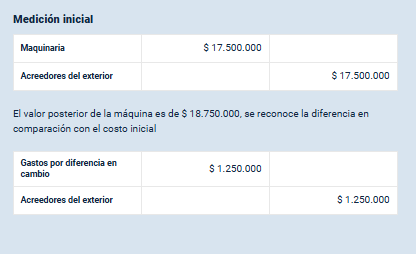 Medición inicial
Maquinaria $ 17.500.000
Acreedores del exterior $ 17.500.000
El valor posterior de la máquina es de $ 18.750.000, se reconoce la diferencia en
comparación con el costo inicial
Gastos por diferencia en
cambio $ 1.250.000
Acreedores del exterior $ 1.250.000